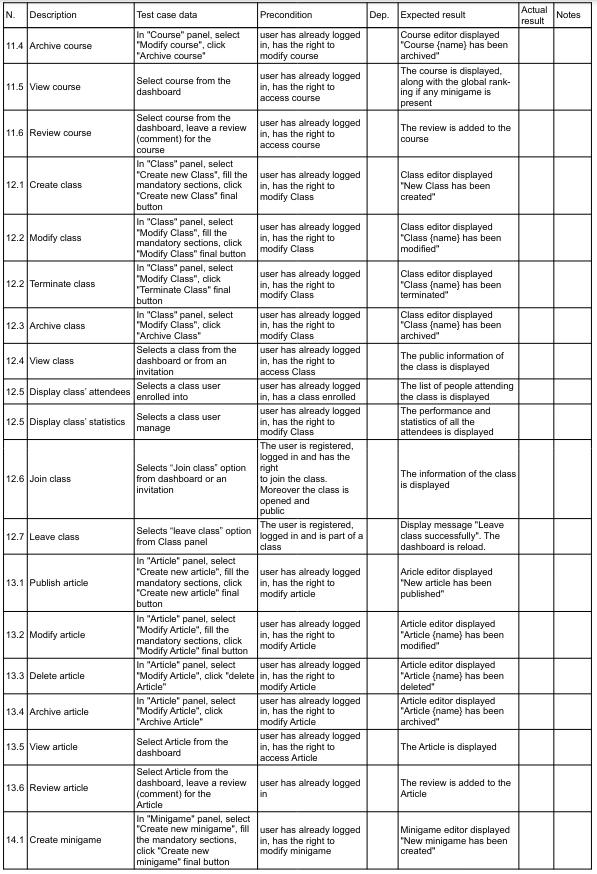 N. Description Test case data Precondition Dep. Expected result Actual
result Notes
11.4 Archive course
In "Course" panel, select
"Modify course", click
"Archive course"
user has already logged
in, has the right to
modify course
Course editor displayed
"Course {name} has been
archived"
11.5 View course
Select course from the
dashboard
user has already logged
in, has the right to
access course
The course is displayed,
along with the global rank-
ing if any minigame is
present
11.6 Review course
Select course from the
dashboard, leave a review
(comment) for the
course
user has already logged
in, has the right to
access course
The review is added to the
course
12.1 Create class
In "Class" panel, select
"Create new Class", fill the
mandatory sections, click
"Create new Class" final
button
user has already logged
in, has the right to
modify Class
Class editor displayed
"New Class has been
created"
12.2 Modify class
In "Class" panel, select
"Modify Class", fill the
mandatory sections, click
"Modify Class" final button
user has already logged
in, has the right to
modify Class
Class editor displayed
"Class {name} has been
modified"
12.2 Terminate class
In "Class" panel, select
"Modify Class", click
"Terminate Class" final
button
user has already logged
in, has the right to
modify Class
Class editor displayed
"Class {name} has been
terminated"
12.3 Archive class
In "Class" panel, select
"Modify Class", click
"Archive Class"
user has already logged
in, has the right to
modify Class
Class editor displayed
"Class {name} has been
archived"
12.4 View class
Selects a class from the
dashboard or from an
invitation
user has already logged
in, has the right to
access Class
The public information of
the class is displayed
12.5 Display class’ attendees
Selects a class user
enrolled into
user has already logged
in, has a class enrolled
The list of people attending
the class is displayed
12.5 Display class’ statistics
Selects a class user
manage
user has already logged
in, has the right to
modify Class
The performance and
statistics of all the
attendees is displayed
12.6 Join class
Selects “Join class” option
from dashboard or an
invitation
The user is registered,
logged in and has the
right
to join the class.
Moreover the class is
opened and
public
The information of the class
is displayed
12.7 Leave class
Selects “leave class” option
from Class panel
The user is registered,
logged in and is part of a
class
Display message "Leave
class successfully". The
dashboard is reload.
13.1 Publish article
In "Article" panel, select
"Create new article", fill the
mandatory sections, click
"Create new article" final
button
user has already logged
in, has the right to
modify article
Aricle editor displayed
"New article has been
published"
13.2 Modify article
In "Article" panel, select
"Modify Article", fill the
mandatory sections, click
"Modify Article" final button
user has already logged
in, has the right to
modify Article
Article editor displayed
"Article {name} has been
modified"
13.3 Delete article
In "Article" panel, select
"Modify Article", click "delete
Article"
user has already logged
in, has the right to
modify Article
Article editor displayed
"Article {name} has been
deleted"
13.4 Archive article
In "Article" panel, select
"Modify Article", click
"Archive Article"
user has already logged
in, has the right to
modify Article
Article editor displayed
"Article {name} has been
archived"
13.5 View article
Select Article from the
dashboard
user has already logged
in, has the right to
access Article
The Article is displayed
13.6 Review article
Select Article from the
dashboard, leave a review
(comment) for the
Article
user has already logged
in
The review is added to the
Article
14.1 Create minigame
In "Minigame" panel, select
"Create new minigame", fill
the mandatory sections,
click "Create new
minigame" final button
user has already logged
in, has the right to
modify minigame
Minigame editor displayed
"New minigame has been
created"